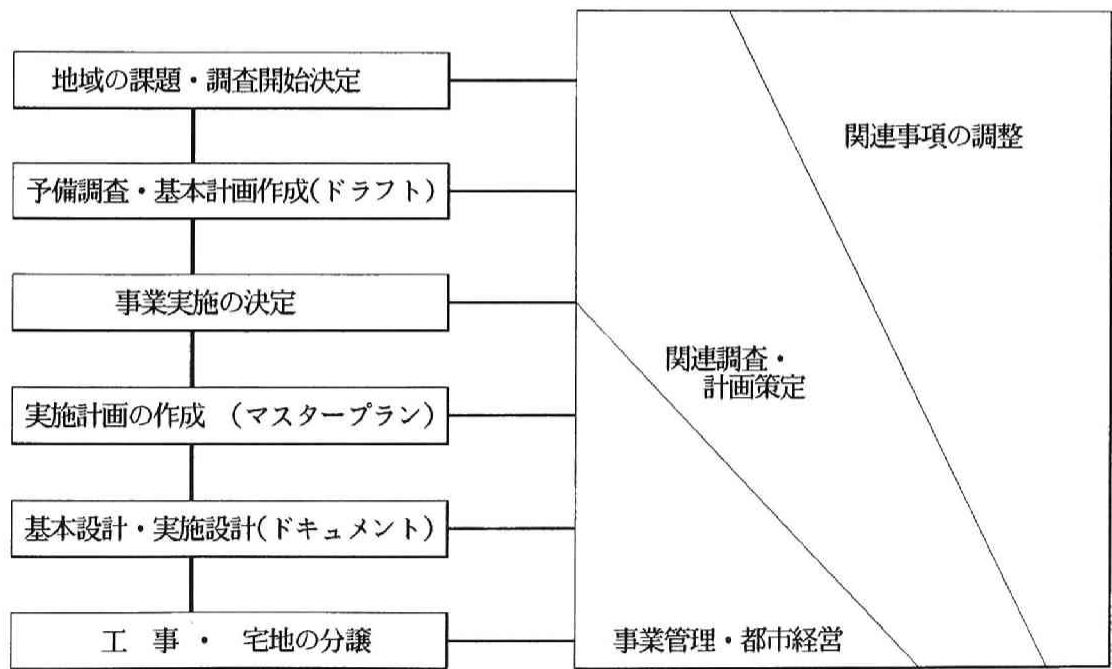 地域の課題・調査開始決定
予備調査・基本計画作成(ドラフト)
事業実施の決定
実施計画の作成 (マスタープラン)
基本設計・実施設計(ドキュメント)
工 事 ・ 宅地の分譲
関連事項の調整
関連調査・
計画策定
事業管理・都市経営